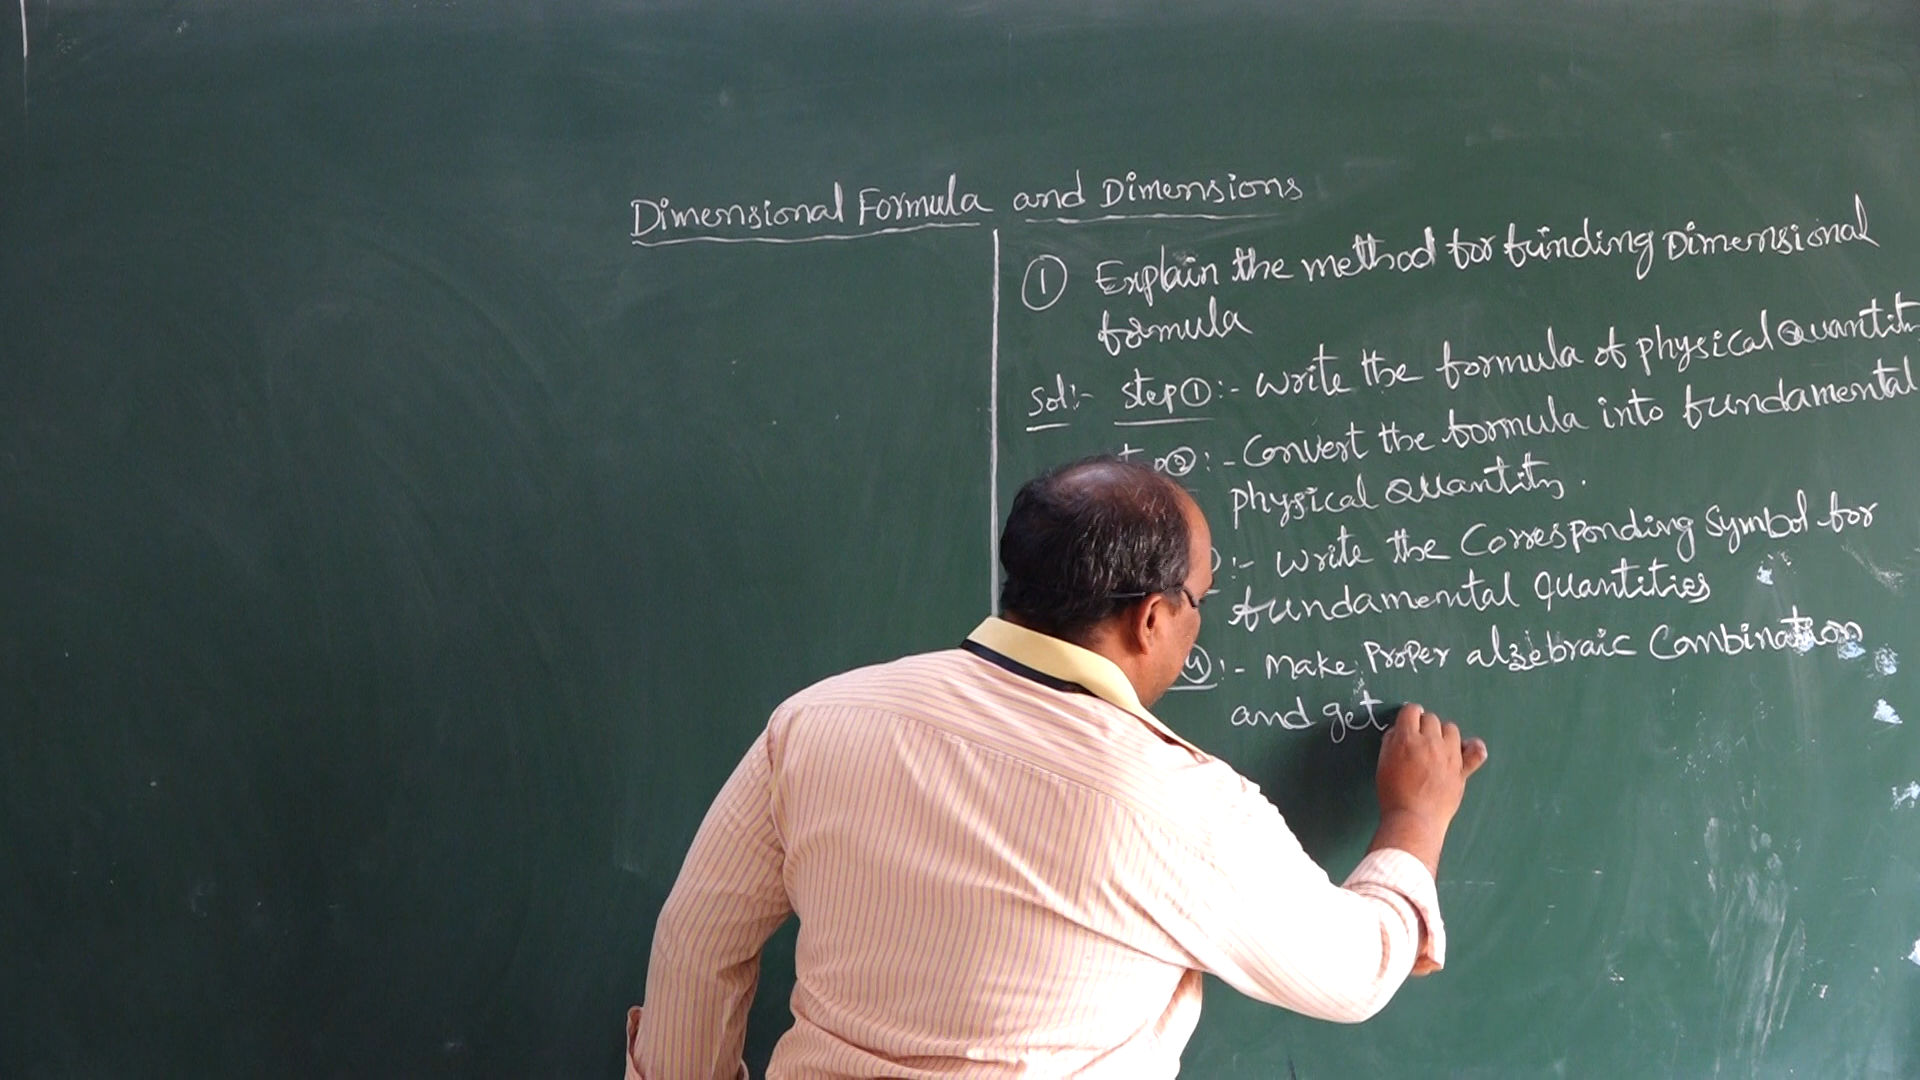 Dimensional Formula and Dimensions
① Explain the method for finding Dimensional
formula
Sol:- Step①:- Write the formula of physical Quantity
②:- Convert the formula into fundamental
physical Quantity.
:- Write the Corresponding Symbol for
fundamental Quantities
④:- Make Proper algebraic Combination
and get